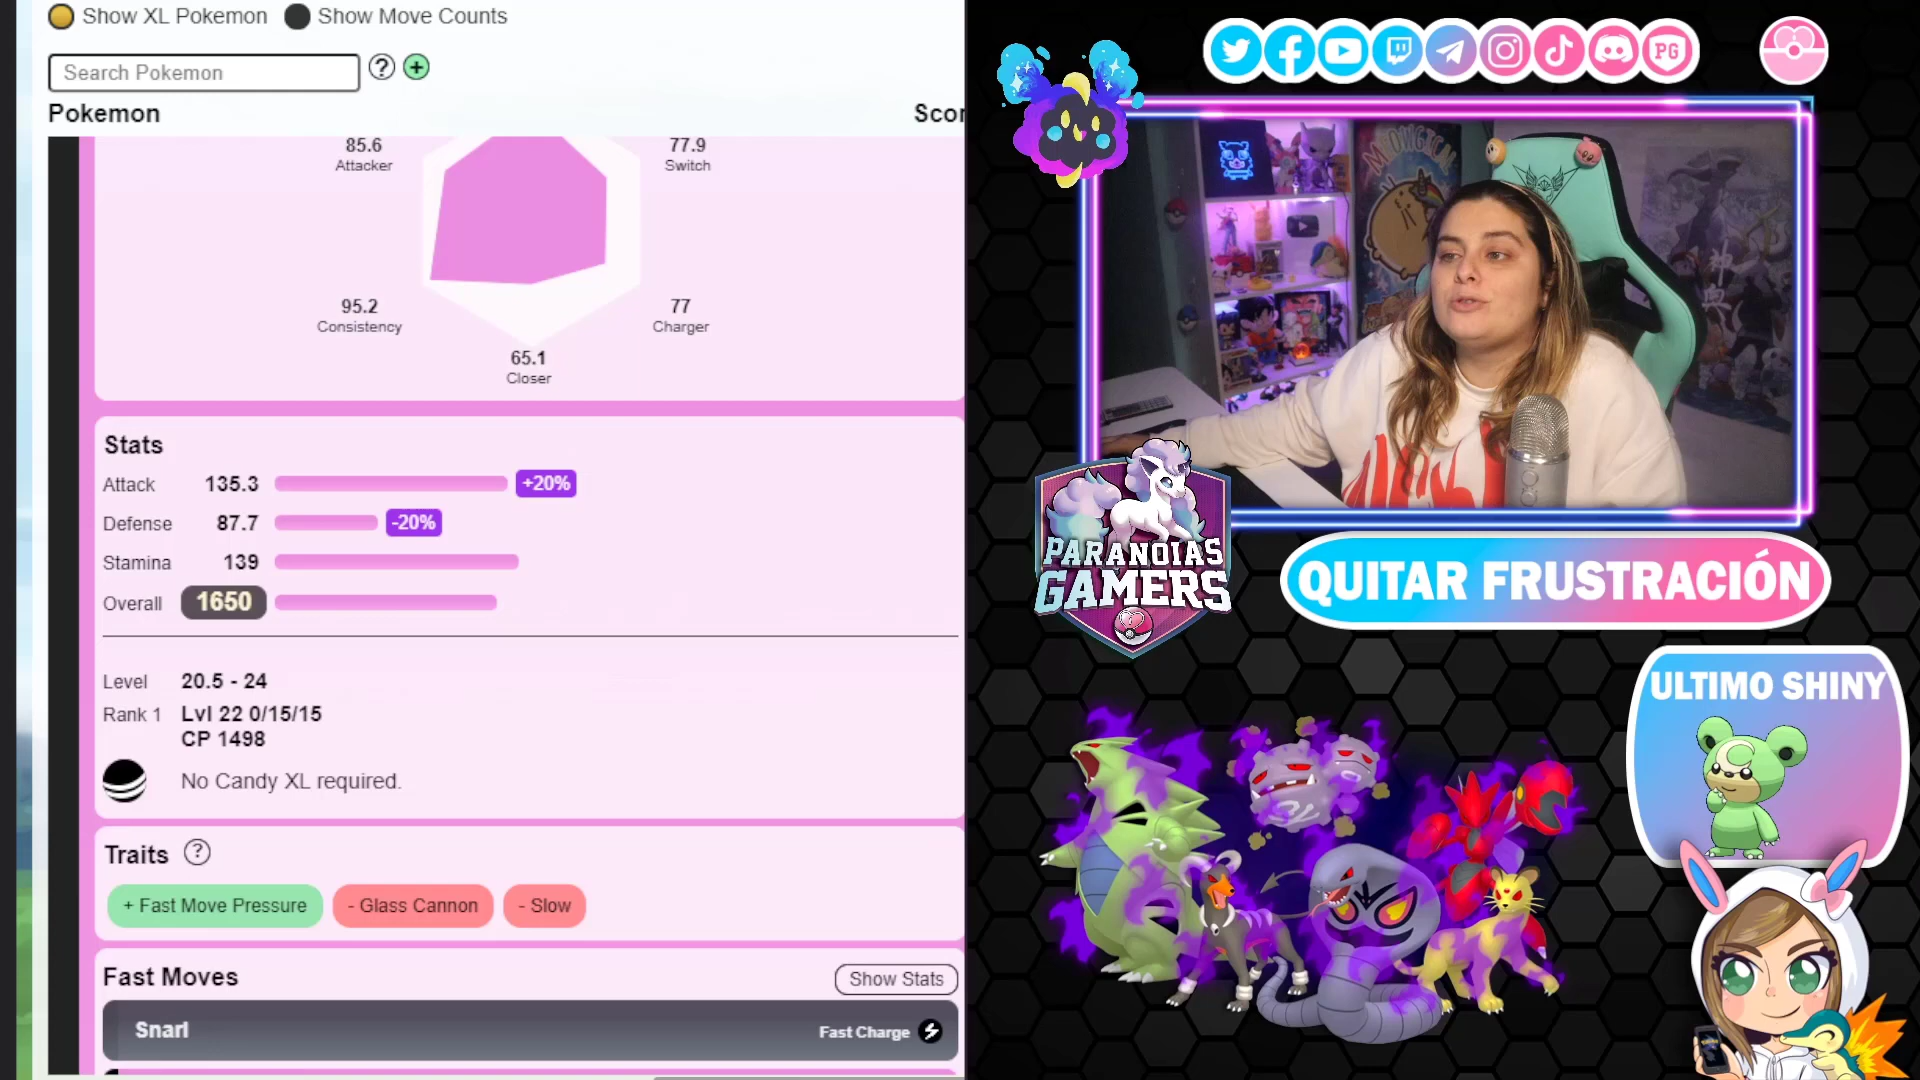 Show XL Pokemon
Show Move Counts
Search Pokemon
?
+
Pokemon
Scor
85.6
Attacker
77.9
Switch
95.2
Consistency
77
Charger
65.1
Closer
Stats
Attack 135.3 +20%
Defense 87.7 -20%
Stamina 139
Overall 1650
Level 20.5 - 24
Rank 1 Lvl 22 0/15/15
CP 1498
No Candy XL required.
Traits ?
+ Fast Move Pressure
- Glass Cannon
- Slow
Fast Moves
Show Stats
Snarl
Fast Charge
PG
MEOWGICAL
PARANOIAS
GAMERS
QUITAR FRUSTRACIÓN
ULTIMO SHINY